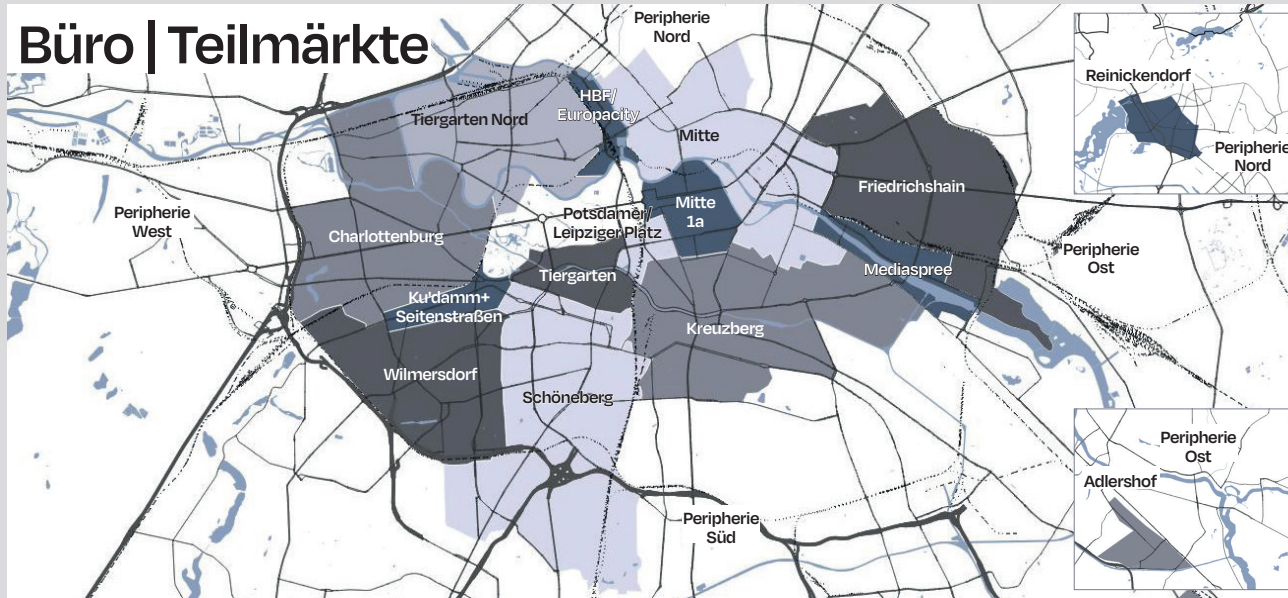 Büro | Teilmärkte
Peripherie
Nord
Reinickendorf
Peripherie
Nord
HBF/
Europacity
Tiergarten Nord
Mitte
Friedrichshain
Mitte
1a
Peripherie
West
Potsdamer/
Leipziger Platz
Charlottenburg
Peripherie
Ost
Tiergarten
Mediaspree
Ku'damm+
Seitenstraßen
Kreuzberg
Wilmersdorf
Schöneberg
Peripherie
Ost
Adlershof
Peripherie
Süd